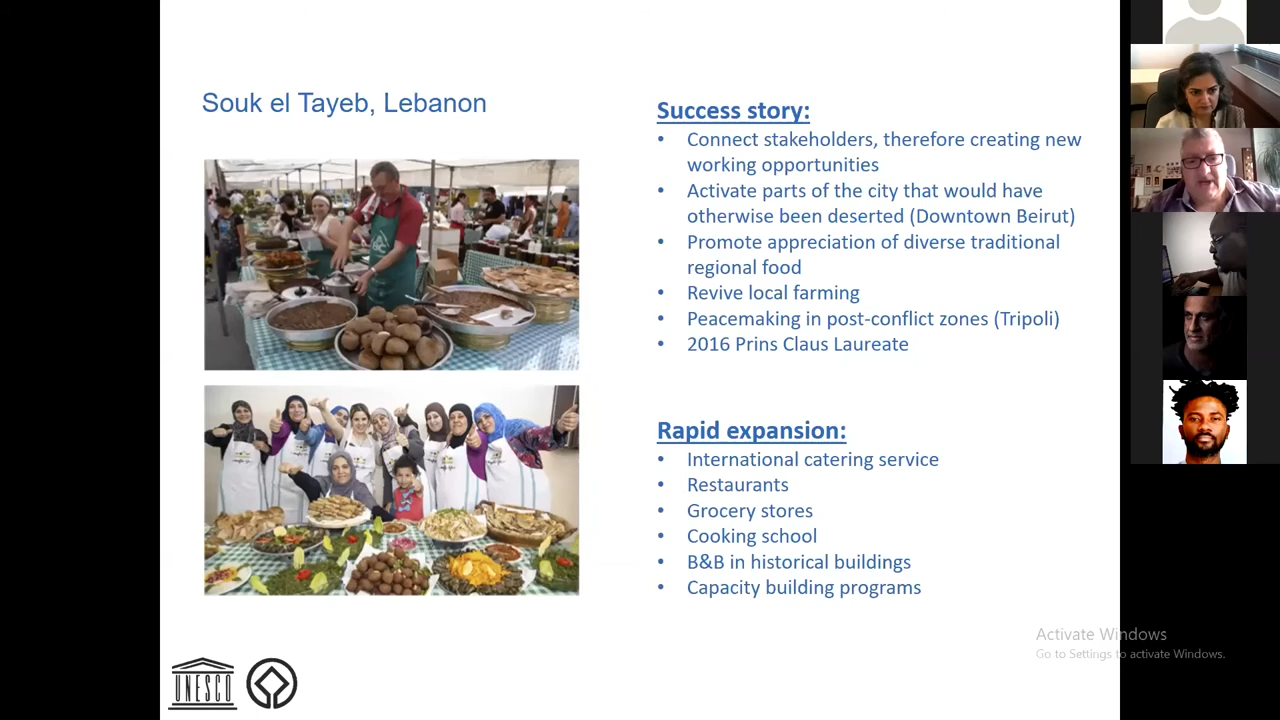 Souk el Tayeb, Lebanon
Success story:
• Connect stakeholders, therefore creating new
working opportunities
• Activate parts of the city that would have
otherwise been deserted (Downtown Beirut)
• Promote appreciation of diverse traditional
regional food
• Revive local farming
• Peacemaking in post-conflict zones (Tripoli)
• 2016 Prins Claus Laureate
Rapid expansion:
• International catering service
• Restaurants
• Grocery stores
• Cooking school
• B&B in historical buildings
• Capacity building programs
Activate Windows
Go to Settings to activate Windows.
UNESCO